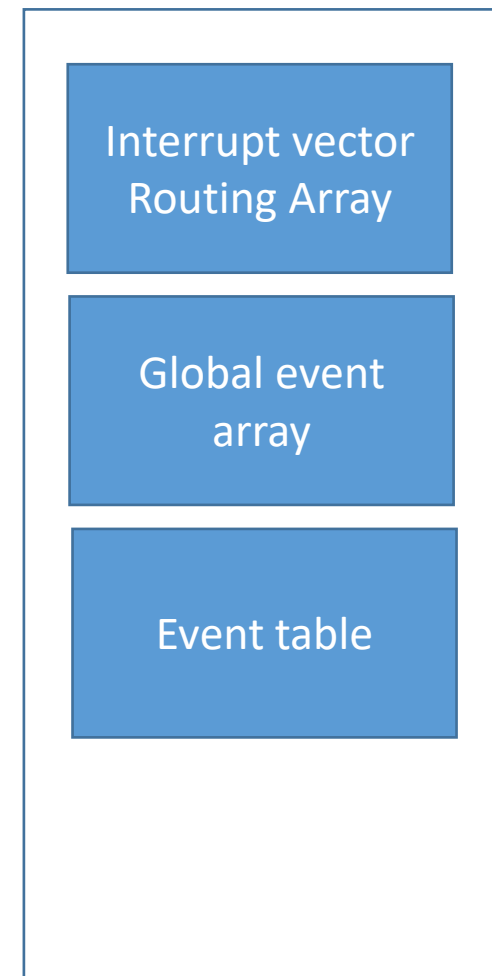 Interrupt vector
Routing Array
Global event
array
Event table